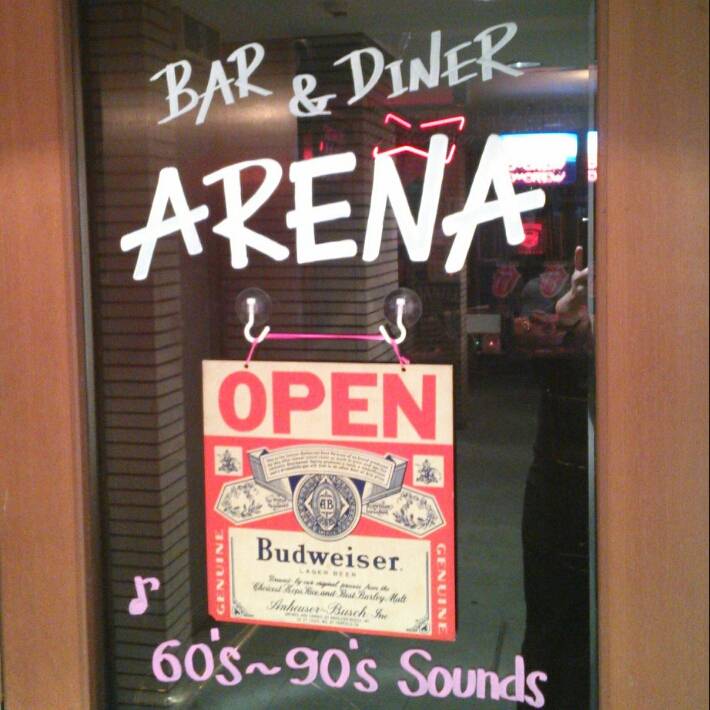 BAR & DINER
ARENA
OPEN
AB
GENUINE
GENUINE
Budweiser.
LAGER BEER
Brewed by our original process from the
Choicest Hops, Rice and Best Barley Malt
Anheuser-Busch, Inc.
♪
60's~90's Sounds